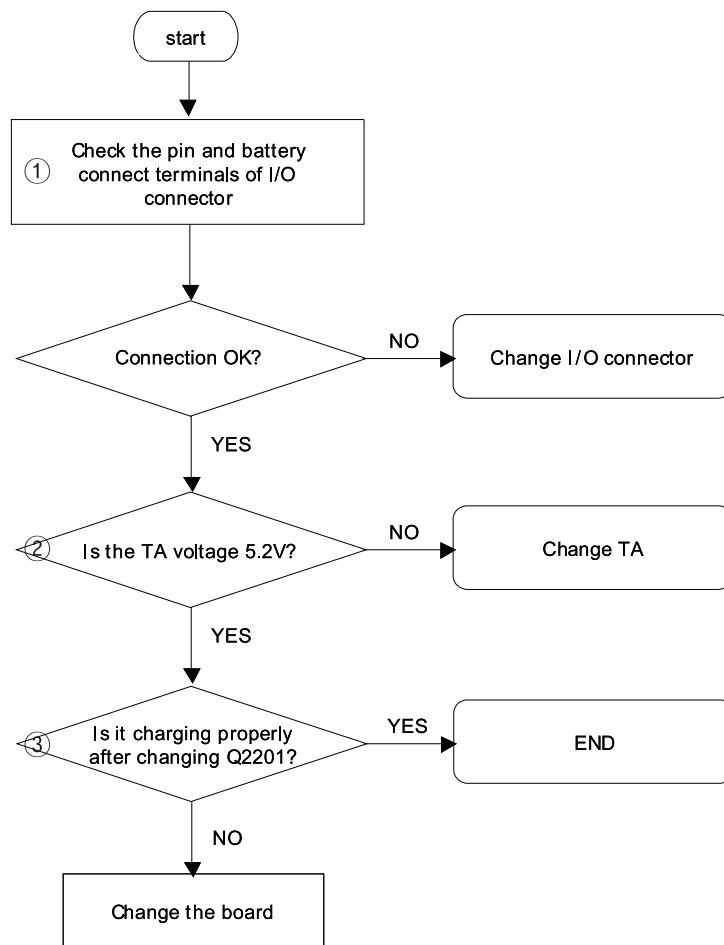 start
① Check the pin and battery
connect terminals of I/O
connector
Connection OK?
NO
Change I/O connector
YES
② Is the TA voltage 5.2V?
NO
Change TA
YES
③ Is it charging properly
after changing Q2201?
YES
END
NO
Change the board